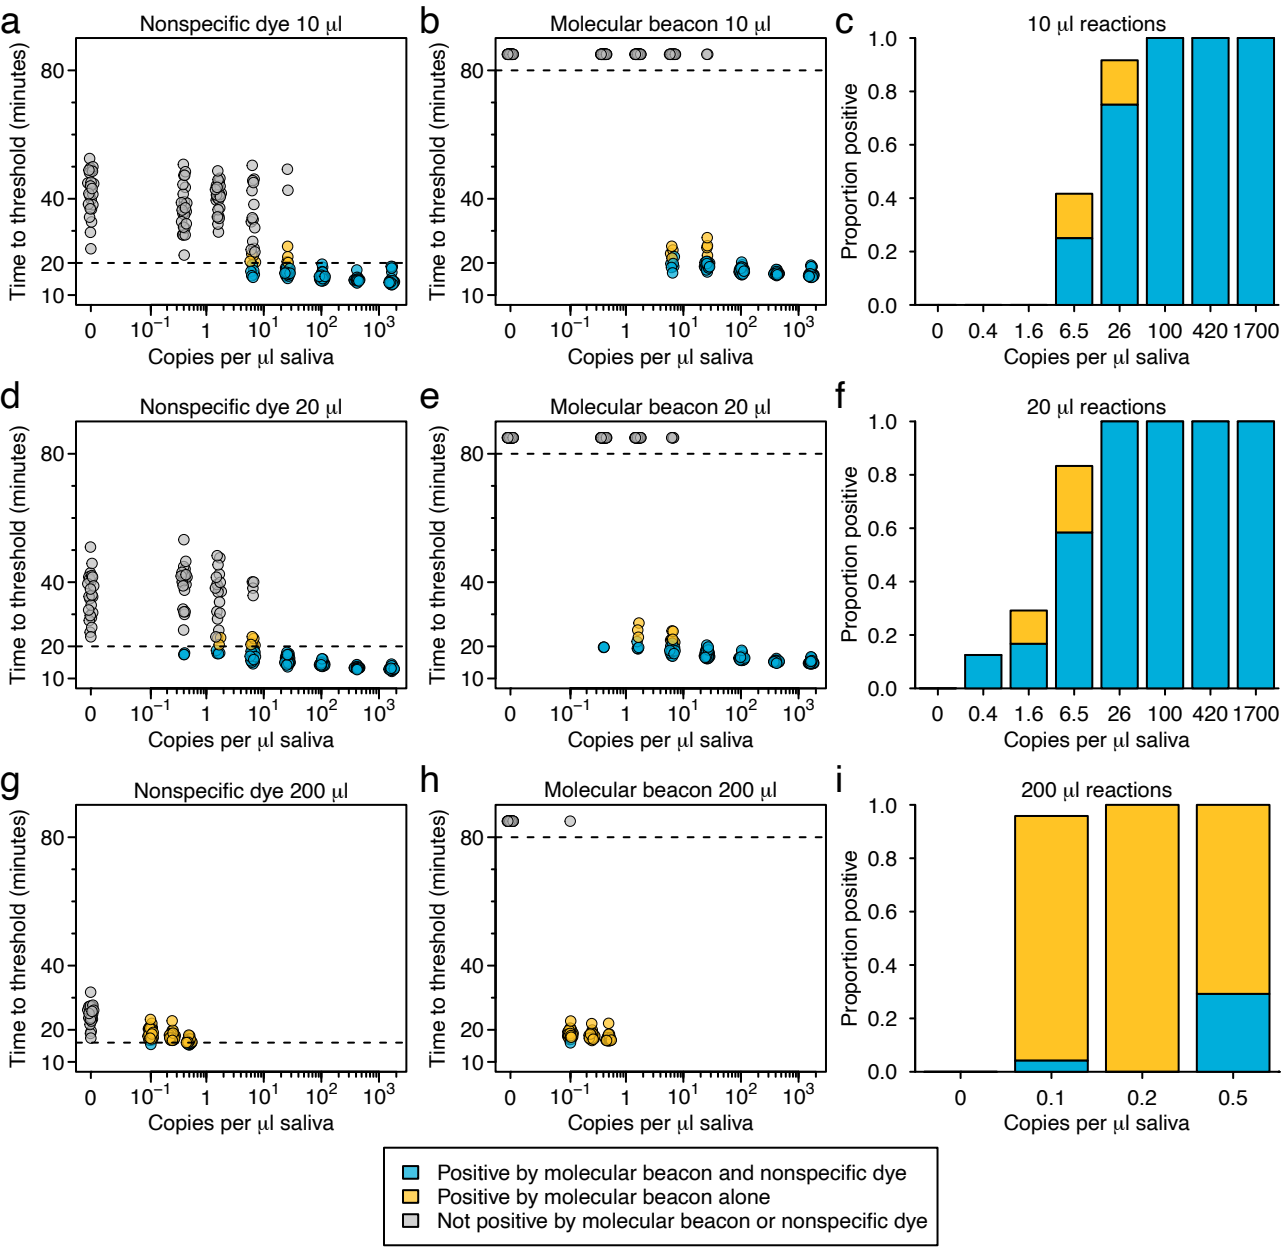 a Nonspecific dye 10 μl
Time to threshold (minutes)
80
40
20
10
0 10⁻¹ 1 10¹ 10² 10³
Copies per μl saliva
b Molecular beacon 10 μl
Time to threshold (minutes)
80
40
20
10
0 10⁻¹ 1 10¹ 10² 10³
Copies per μl saliva
c 10 μl reactions
Proportion positive
1.0
0.8
0.6
0.4
0.2
0.0
0 0.4 1.6 6.5 26 100 420 1700
Copies per μl saliva
d Nonspecific dye 20 μl
Time to threshold (minutes)
80
40
20
10
0 10⁻¹ 1 10¹ 10² 10³
Copies per μl saliva
e Molecular beacon 20 μl
Time to threshold (minutes)
80
40
20
10
0 10⁻¹ 1 10¹ 10² 10³
Copies per μl saliva
f 20 μl reactions
Proportion positive
1.0
0.8
0.6
0.4
0.2
0.0
0 0.4 1.6 6.5 26 100 420 1700
Copies per μl saliva
g Nonspecific dye 200 μl
Time to threshold (minutes)
80
40
20
10
0 10⁻¹ 1 10¹ 10² 10³
Copies per μl saliva
h Molecular beacon 200 μl
Time to threshold (minutes)
80
40
20
10
0 10⁻¹ 1 10¹ 10² 10³
Copies per μl saliva
i 200 μl reactions
Proportion positive
1.0
0.8
0.6
0.4
0.2
0.0
0 0.1 0.2 0.5
Copies per μl saliva
Positive by molecular beacon and nonspecific dye
Positive by molecular beacon alone
Not positive by molecular beacon or nonspecific dye